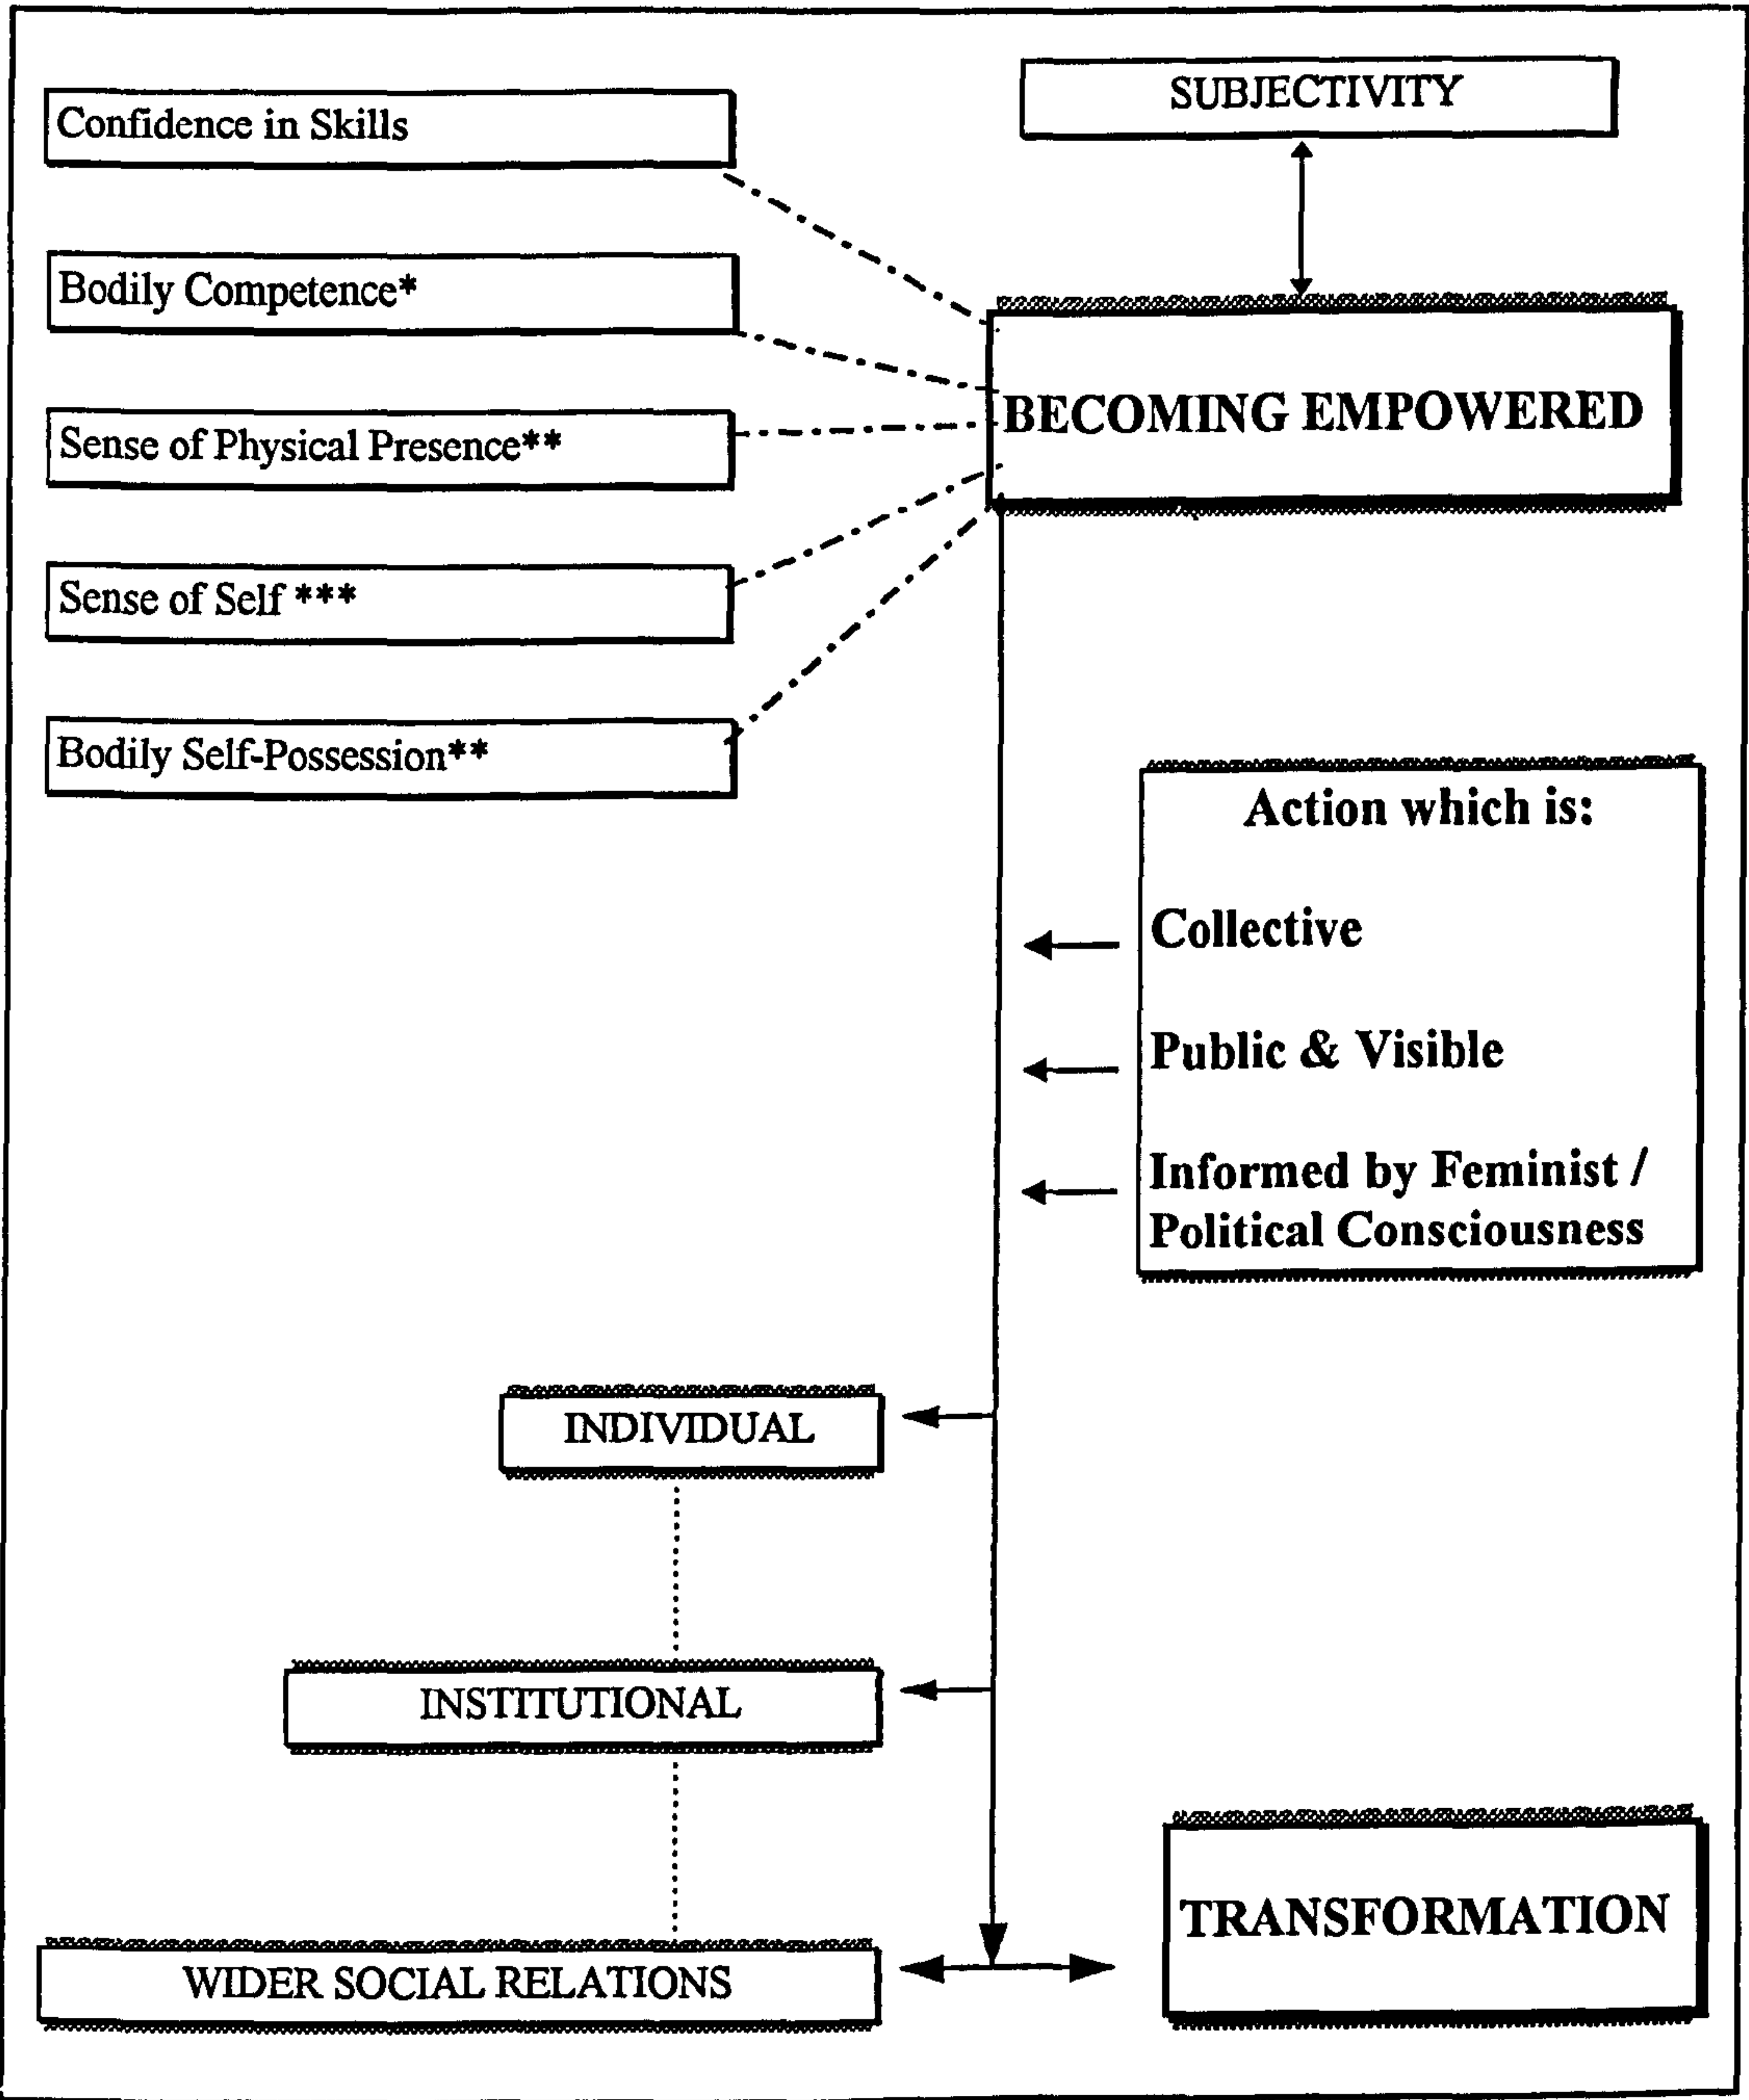 SUBJECTIVITY
Confidence in Skills
Bodily Competence*
BECOMING EMPOWERED
Sense of Physical Presence**
Sense of Self ***
Bodily Self-Possession**
Action which is:
Collective
Public & Visible
Informed by Feminist /
Political Consciousness
INDIVIDUAL
INSTITUTIONAL
TRANSFORMATION
WIDER SOCIAL RELATIONS